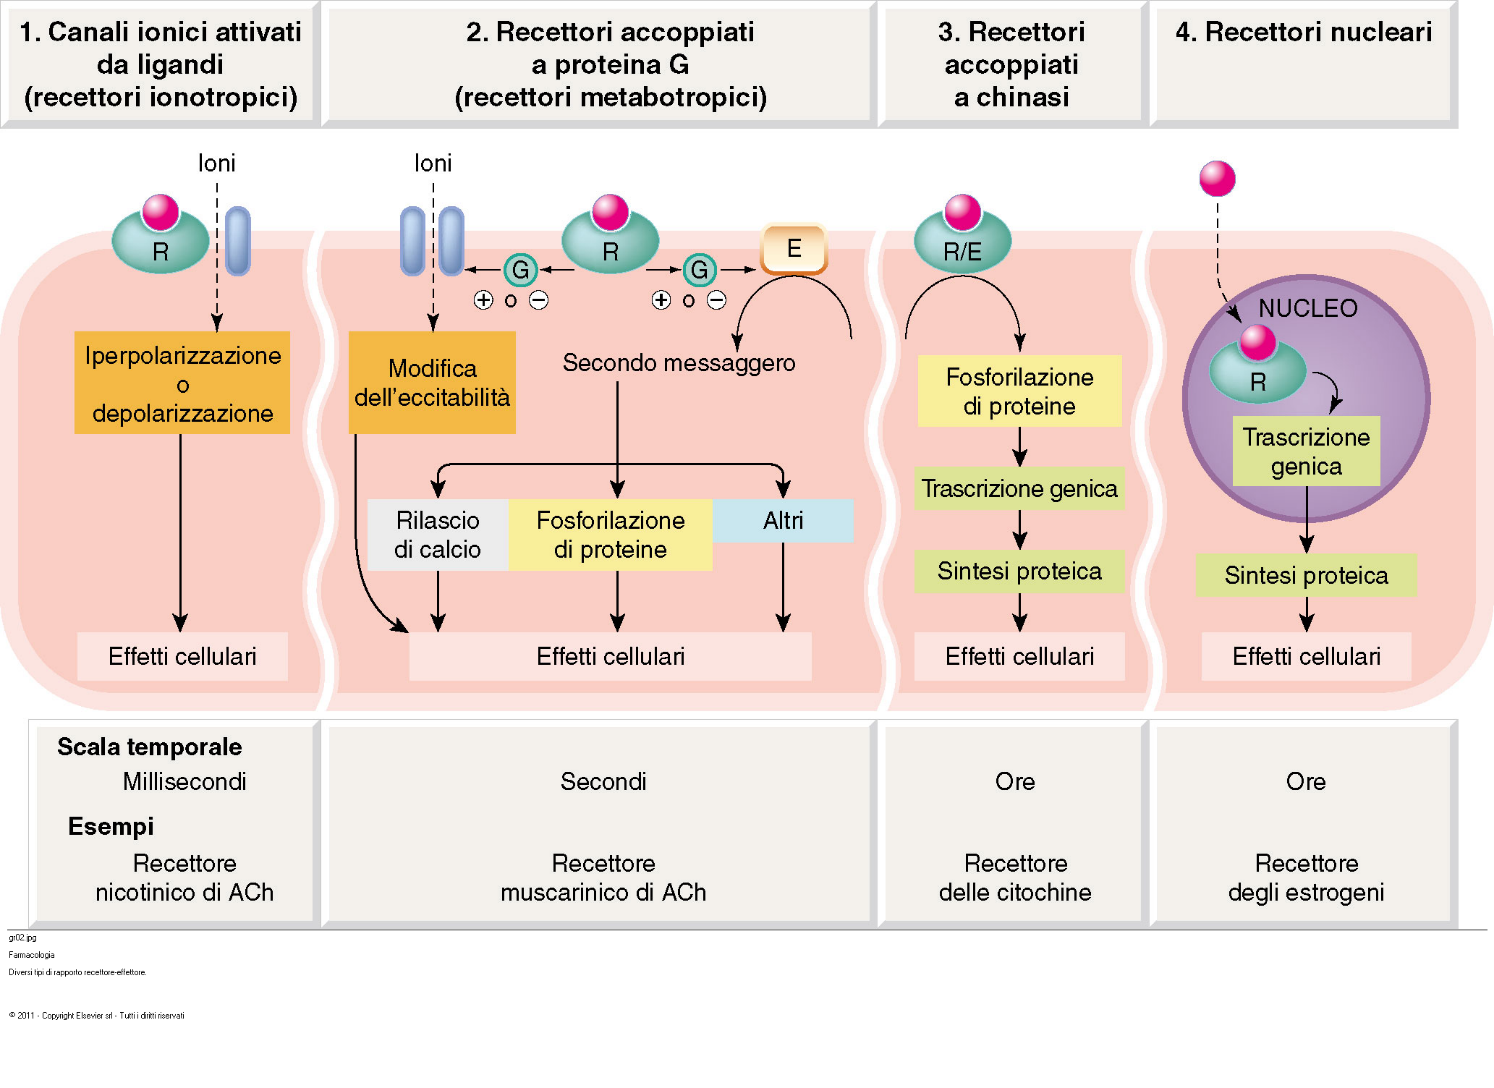 1. Canali ionici attivati
da ligandi
(recettori ionotropici)
2. Recettori accoppiati
a proteina G
(recettori metabotropici)
3. Recettori
accoppiati
a chinasi
4. Recettori nucleari
Ioni
R
Iperpolarizzazione
o
depolarizzazione
Effetti cellulari
Ioni
G
R
G
E
+ o −
+ o −
Modifica
dell'eccitabilità
Secondo messaggero
Rilascio
di calcio
Fosforilazione
di proteine
Altri
Effetti cellulari
R/E
Fosforilazione
di proteine
Trascrizione genica
Sintesi proteica
Effetti cellulari
NUCLEO
R
Trascrizione
genica
Sintesi proteica
Effetti cellulari
Scala temporale
Millisecondi
Secondi
Ore
Ore
Esempi
Recettore
nicotinico di ACh
Recettore
muscarinico di ACh
Recettore
delle citochine
Recettore
degli estrogeni
gr02.jpg
Farmacologia
Diversi tipi di rapporto recettore-effettore.
© 2011 - Copyright Elsevier srl - Tutti i diritti riservati